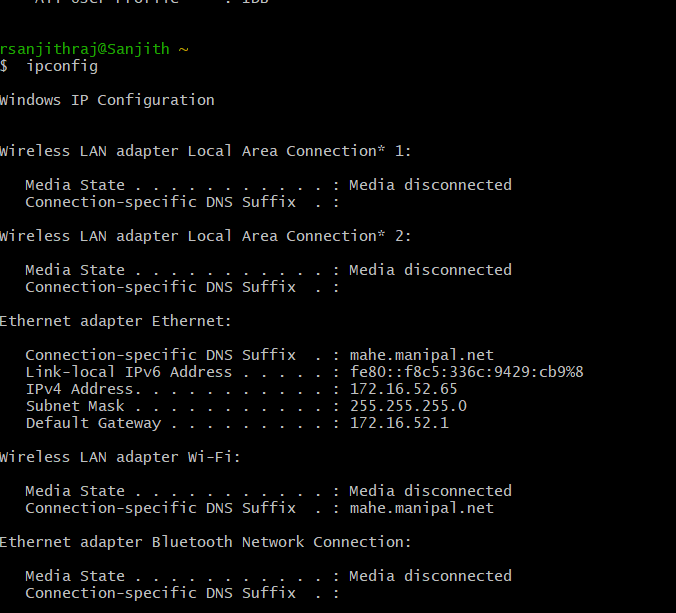 All User Profile     : IBB
rsanjithraj@Sanjith ~
$  ipconfig
Windows IP Configuration
Wireless LAN adapter Local Area Connection* 1:
Media State . . . . . . . . . . . : Media disconnected
Connection-specific DNS Suffix  . :
Wireless LAN adapter Local Area Connection* 2:
Media State . . . . . . . . . . . : Media disconnected
Connection-specific DNS Suffix  . :
Ethernet adapter Ethernet:
Connection-specific DNS Suffix  . : mahe.manipal.net
Link-local IPv6 Address . . . . . : fe80::f8c5:336c:9429:cb9%8
IPv4 Address. . . . . . . . . . . : 172.16.52.65
Subnet Mask . . . . . . . . . . . : 255.255.255.0
Default Gateway . . . . . . . . . : 172.16.52.1
Wireless LAN adapter Wi-Fi:
Media State . . . . . . . . . . . : Media disconnected
Connection-specific DNS Suffix  . : mahe.manipal.net
Ethernet adapter Bluetooth Network Connection:
Media State . . . . . . . . . . . : Media disconnected
Connection-specific DNS Suffix  . :